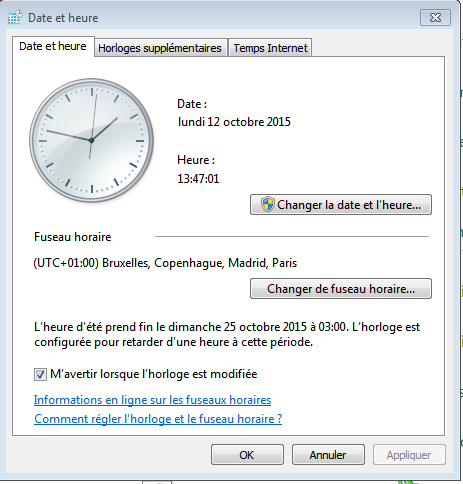 Date et heure
Date et heure
Horloges supplémentaires
Temps Internet
Date :
lundi 12 octobre 2015
Heure :
13:47:01
Changer la date et l'heure...
Fuseau horaire
(UTC+01:00) Bruxelles, Copenhague, Madrid, Paris
Changer de fuseau horaire...
L'heure d'été prend fin le dimanche 25 octobre 2015 à 03:00. L'horloge est
configurée pour retarder d'une heure à cette période.
M'avertir lorsque l'horloge est modifiée
Informations en ligne sur les fuseaux horaires
Comment régler l'horloge et le fuseau horaire ?
OK
Annuler
Appliquer